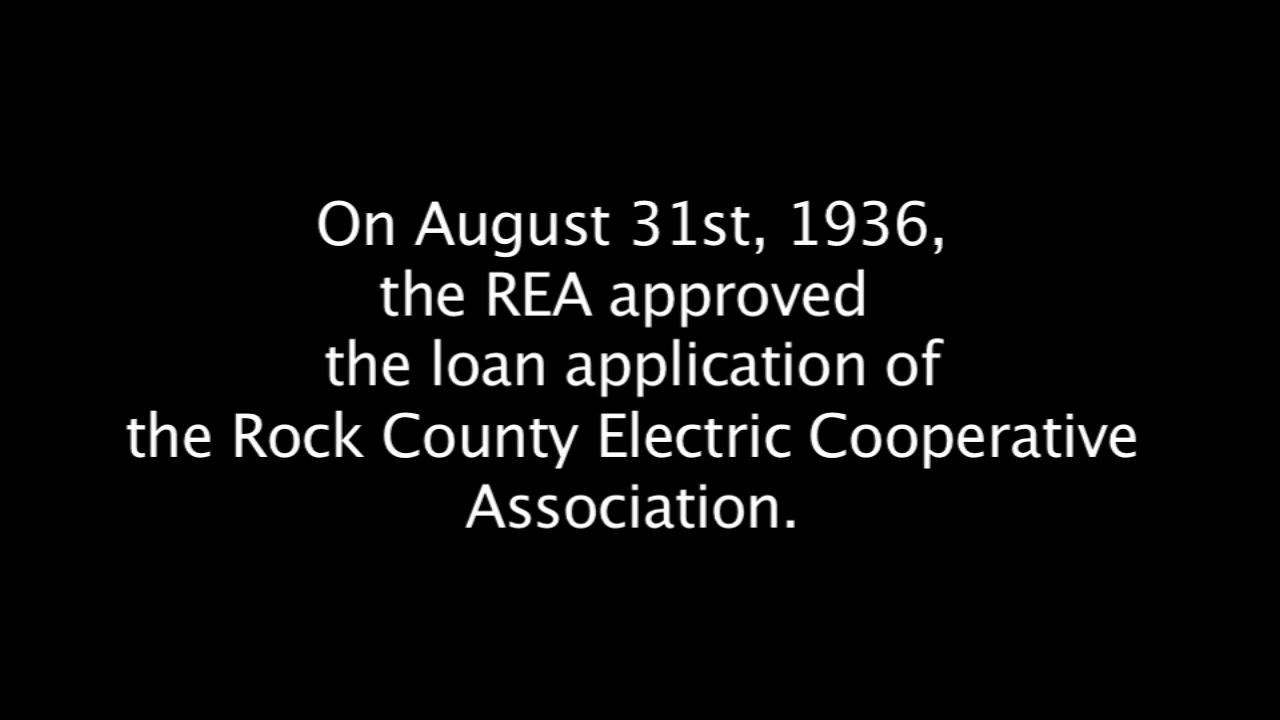 On August 31st, 1936,
the REA approved
the loan application of
the Rock County Electric Cooperative
Association.